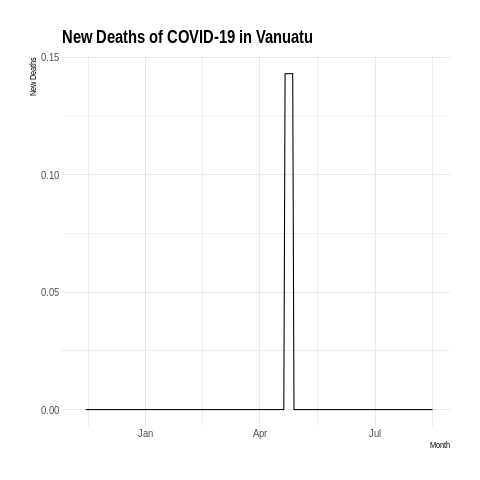 New Deaths of COVID-19 in Vanuatu
New Deaths
0.15
0.10
0.05
0.00
Jan Apr Jul
Month